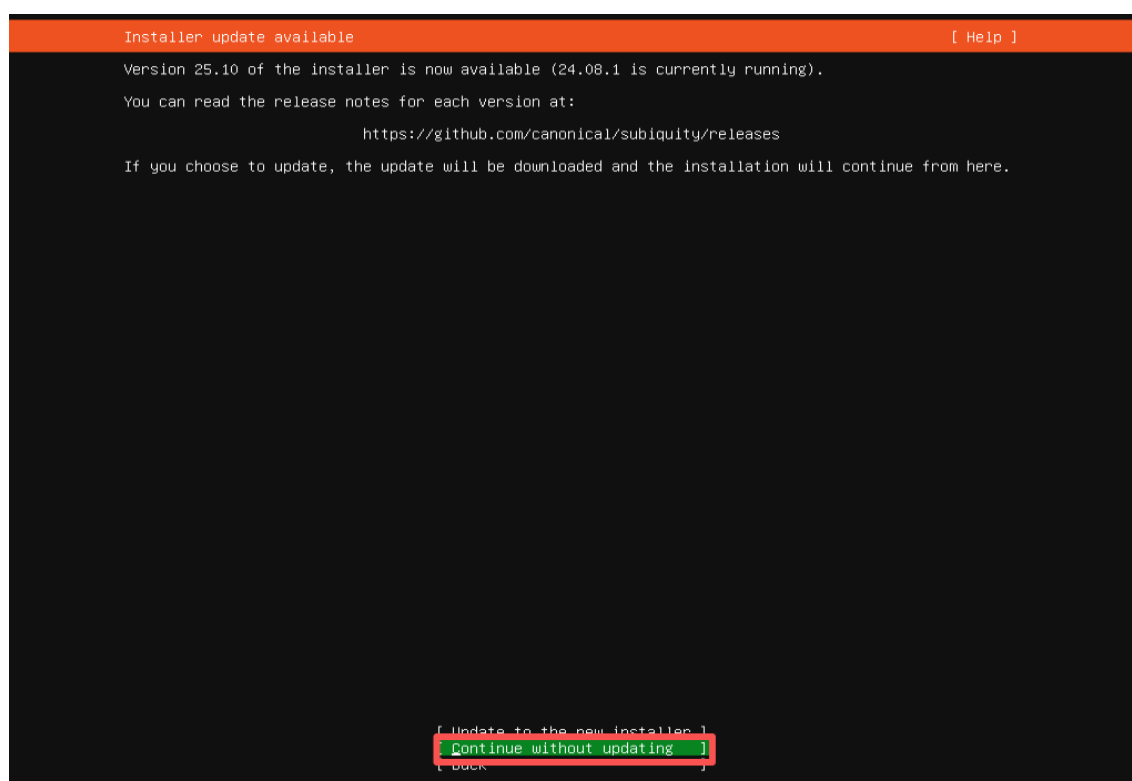 Installer update available [ Help ]
Version 25.10 of the installer is now available (24.08.1 is currently running).
You can read the release notes for each version at:
https://github.com/canonical/subiquity/releases
If you choose to update, the update will be downloaded and the installation will continue from here.
[ Update to the new installer ]
[ Continue without updating ]
[ Back ]